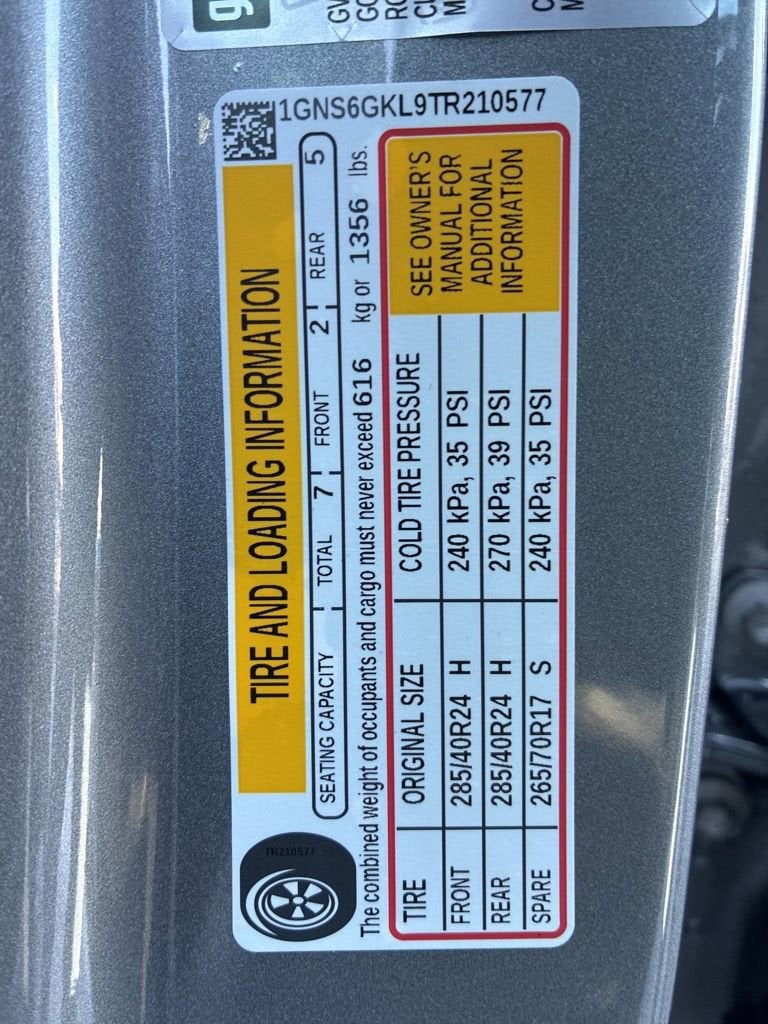 1GNS6GKL9TR210577
TIRE AND LOADING INFORMATION
SEATING CAPACITY TOTAL 7 FRONT 2 REAR 5
The combined weight of occupants and cargo must never exceed 616 kg or 1356 lbs.
TIRE ORIGINAL SIZE COLD TIRE PRESSURE
FRONT 285/40R24 H 240 kPa, 35 PSI
REAR 285/40R24 H 270 kPa, 39 PSI
SPARE 265/70R17 S 240 kPa, 35 PSI
SEE OWNER'S
MANUAL FOR
ADDITIONAL
INFORMATION
TR210577